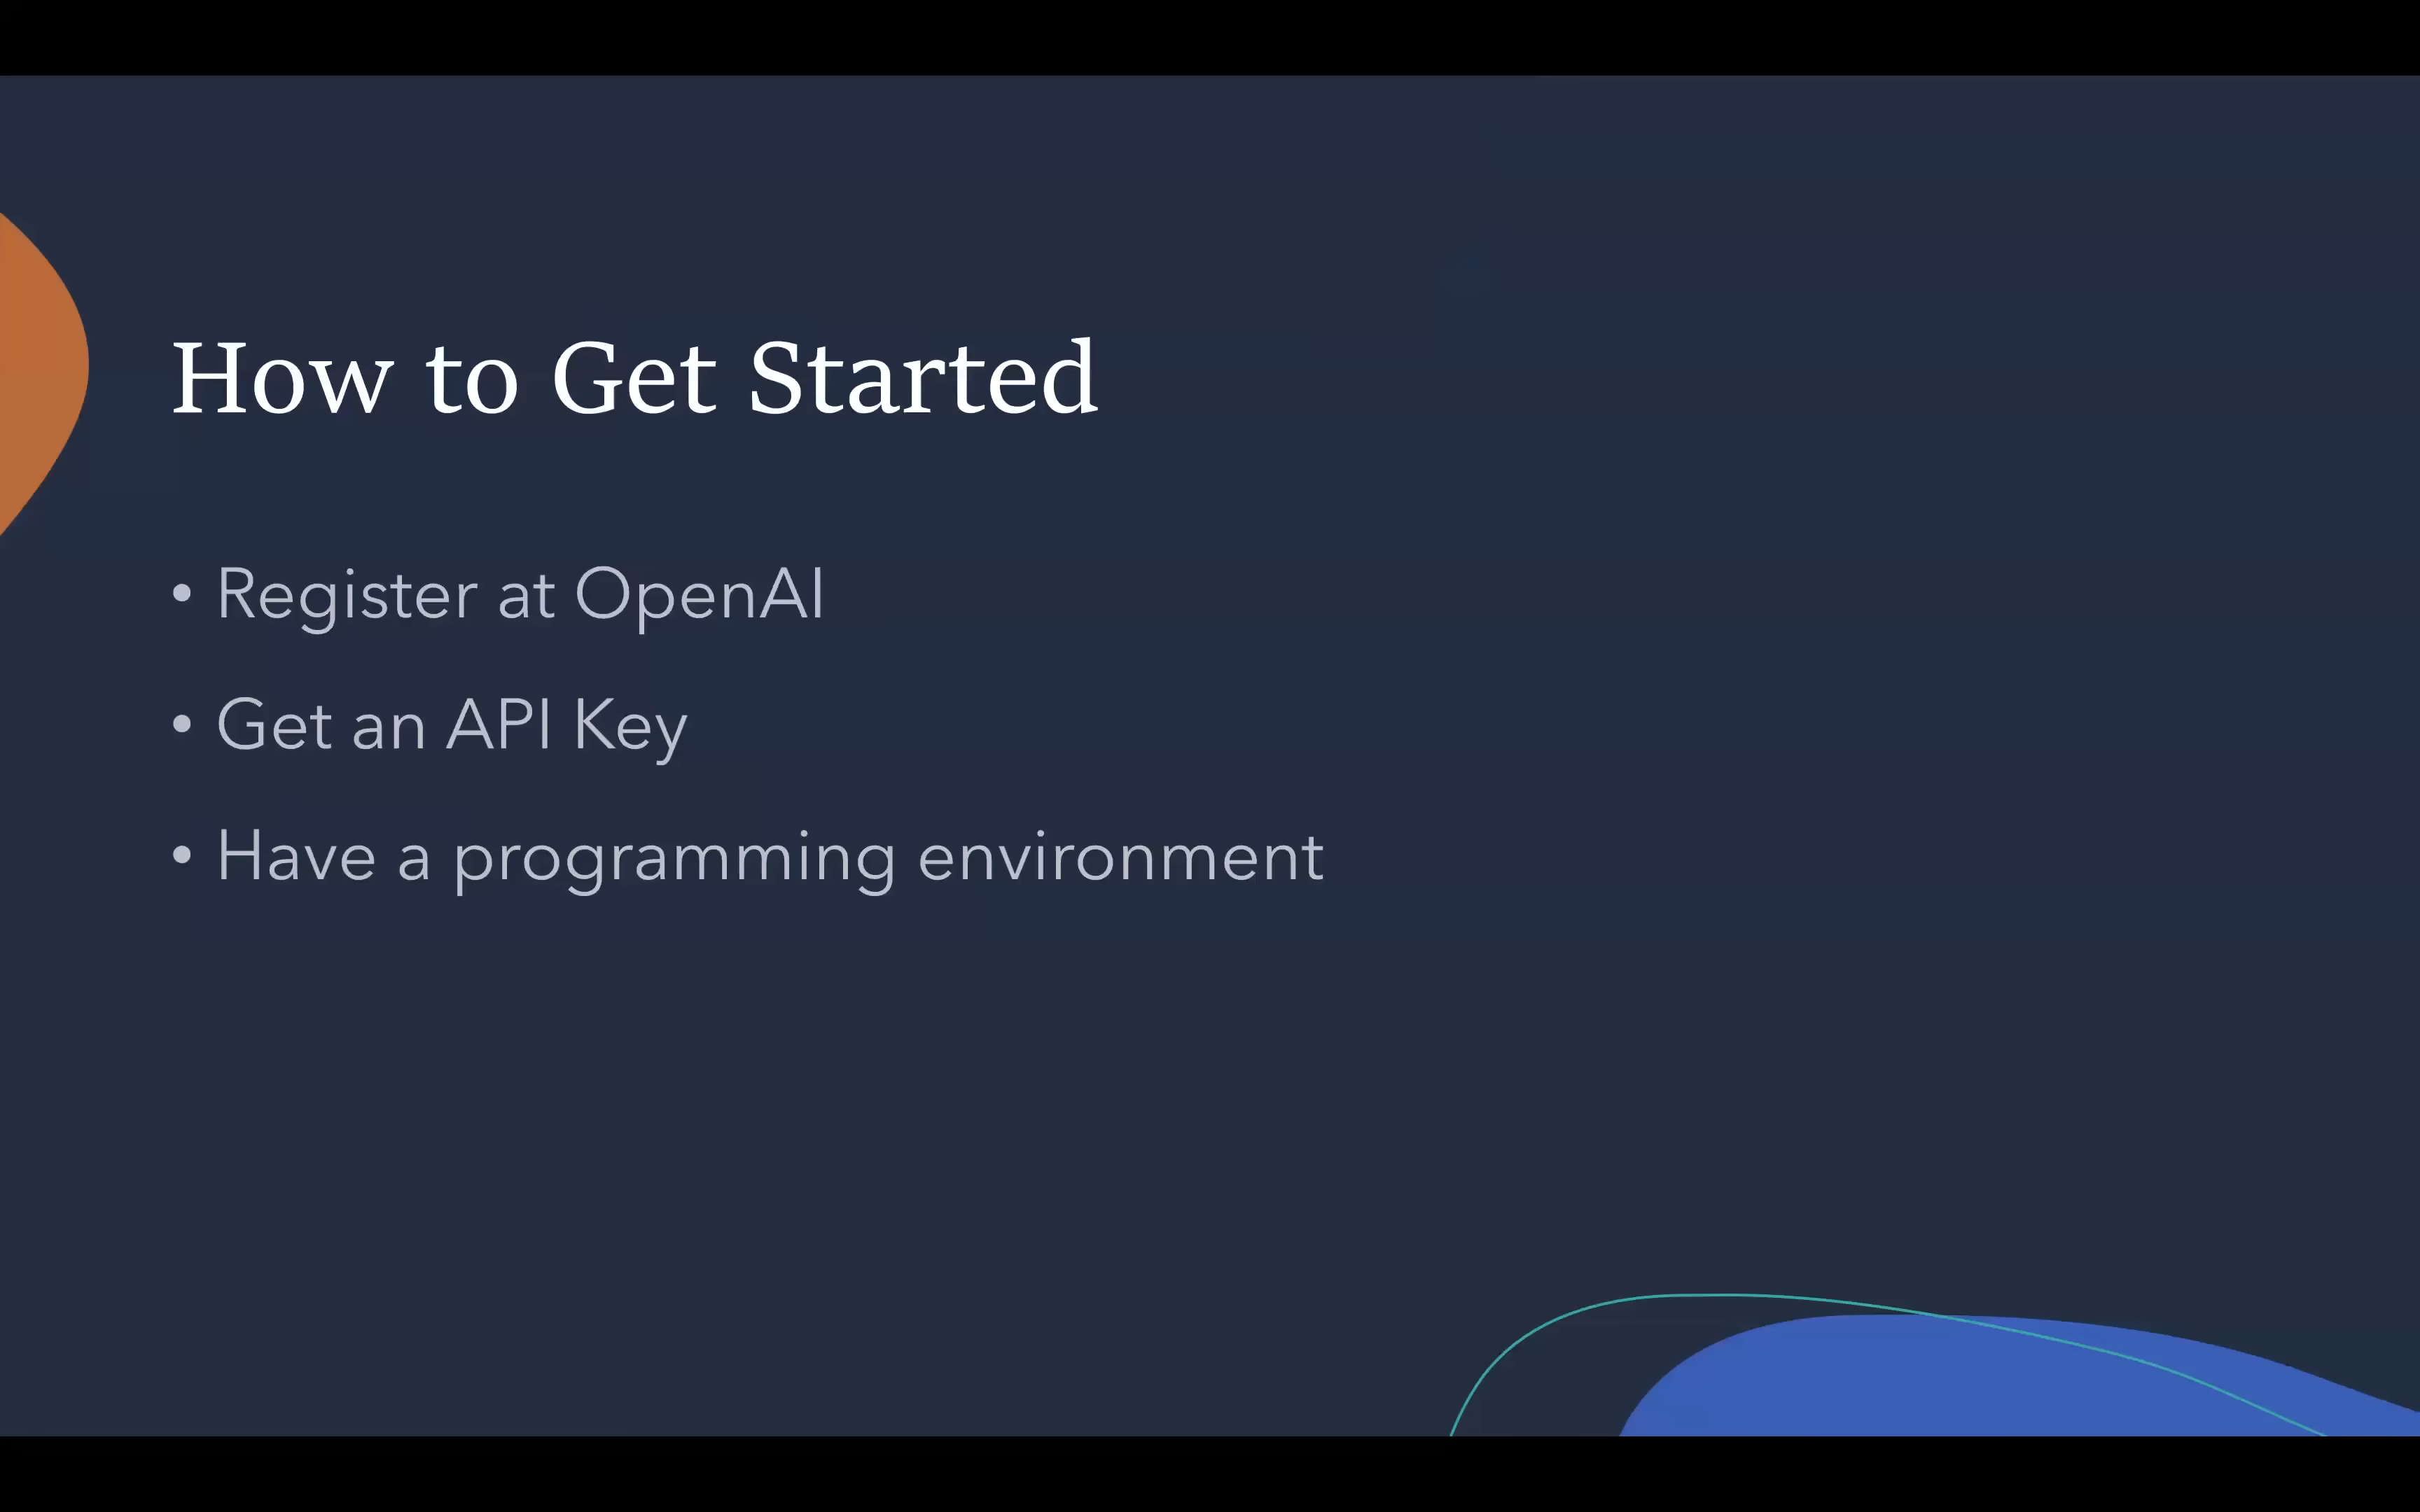 How to Get Started
• Register at OpenAI
• Get an API Key
• Have a programming environment